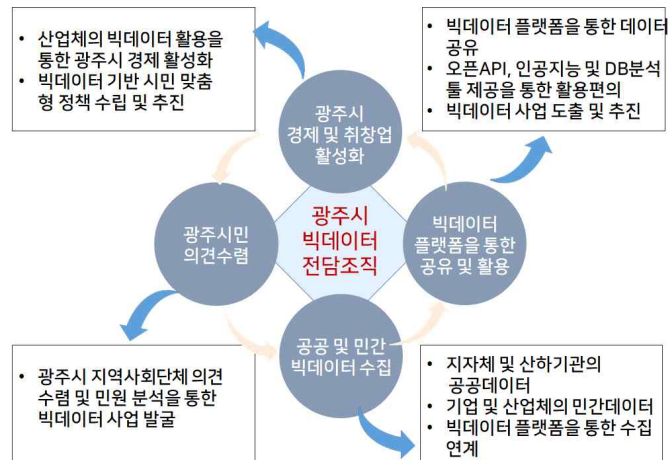 • 산업체의 빅데이터 활용을
통한 광주시 경제 활성화
• 빅데이터 기반 시민 맞춤
형 정책 수립 및 추진
• 빅데이터 플랫폼을 통한 데이터
공유
• 오픈API, 인공지능 및 DB분석
툴 제공을 통한 활용편의
• 빅데이터 사업 도출 및 추진
광주시
경제 및 취창업
활성화
광주시민
의견수렴
광주시
빅데이터
전담조직
빅데이터
플랫폼을 통한
공유 및 활용
공공 및 민간
빅데이터 수집
• 광주시 지역사회단체 의견
수렴 및 민원 분석을 통한
빅데이터 사업 발굴
• 지자체 및 산하기관의
공공데이터
• 기업 및 산업체의 민간데이터
• 빅데이터 플랫폼을 통한 수집
연계